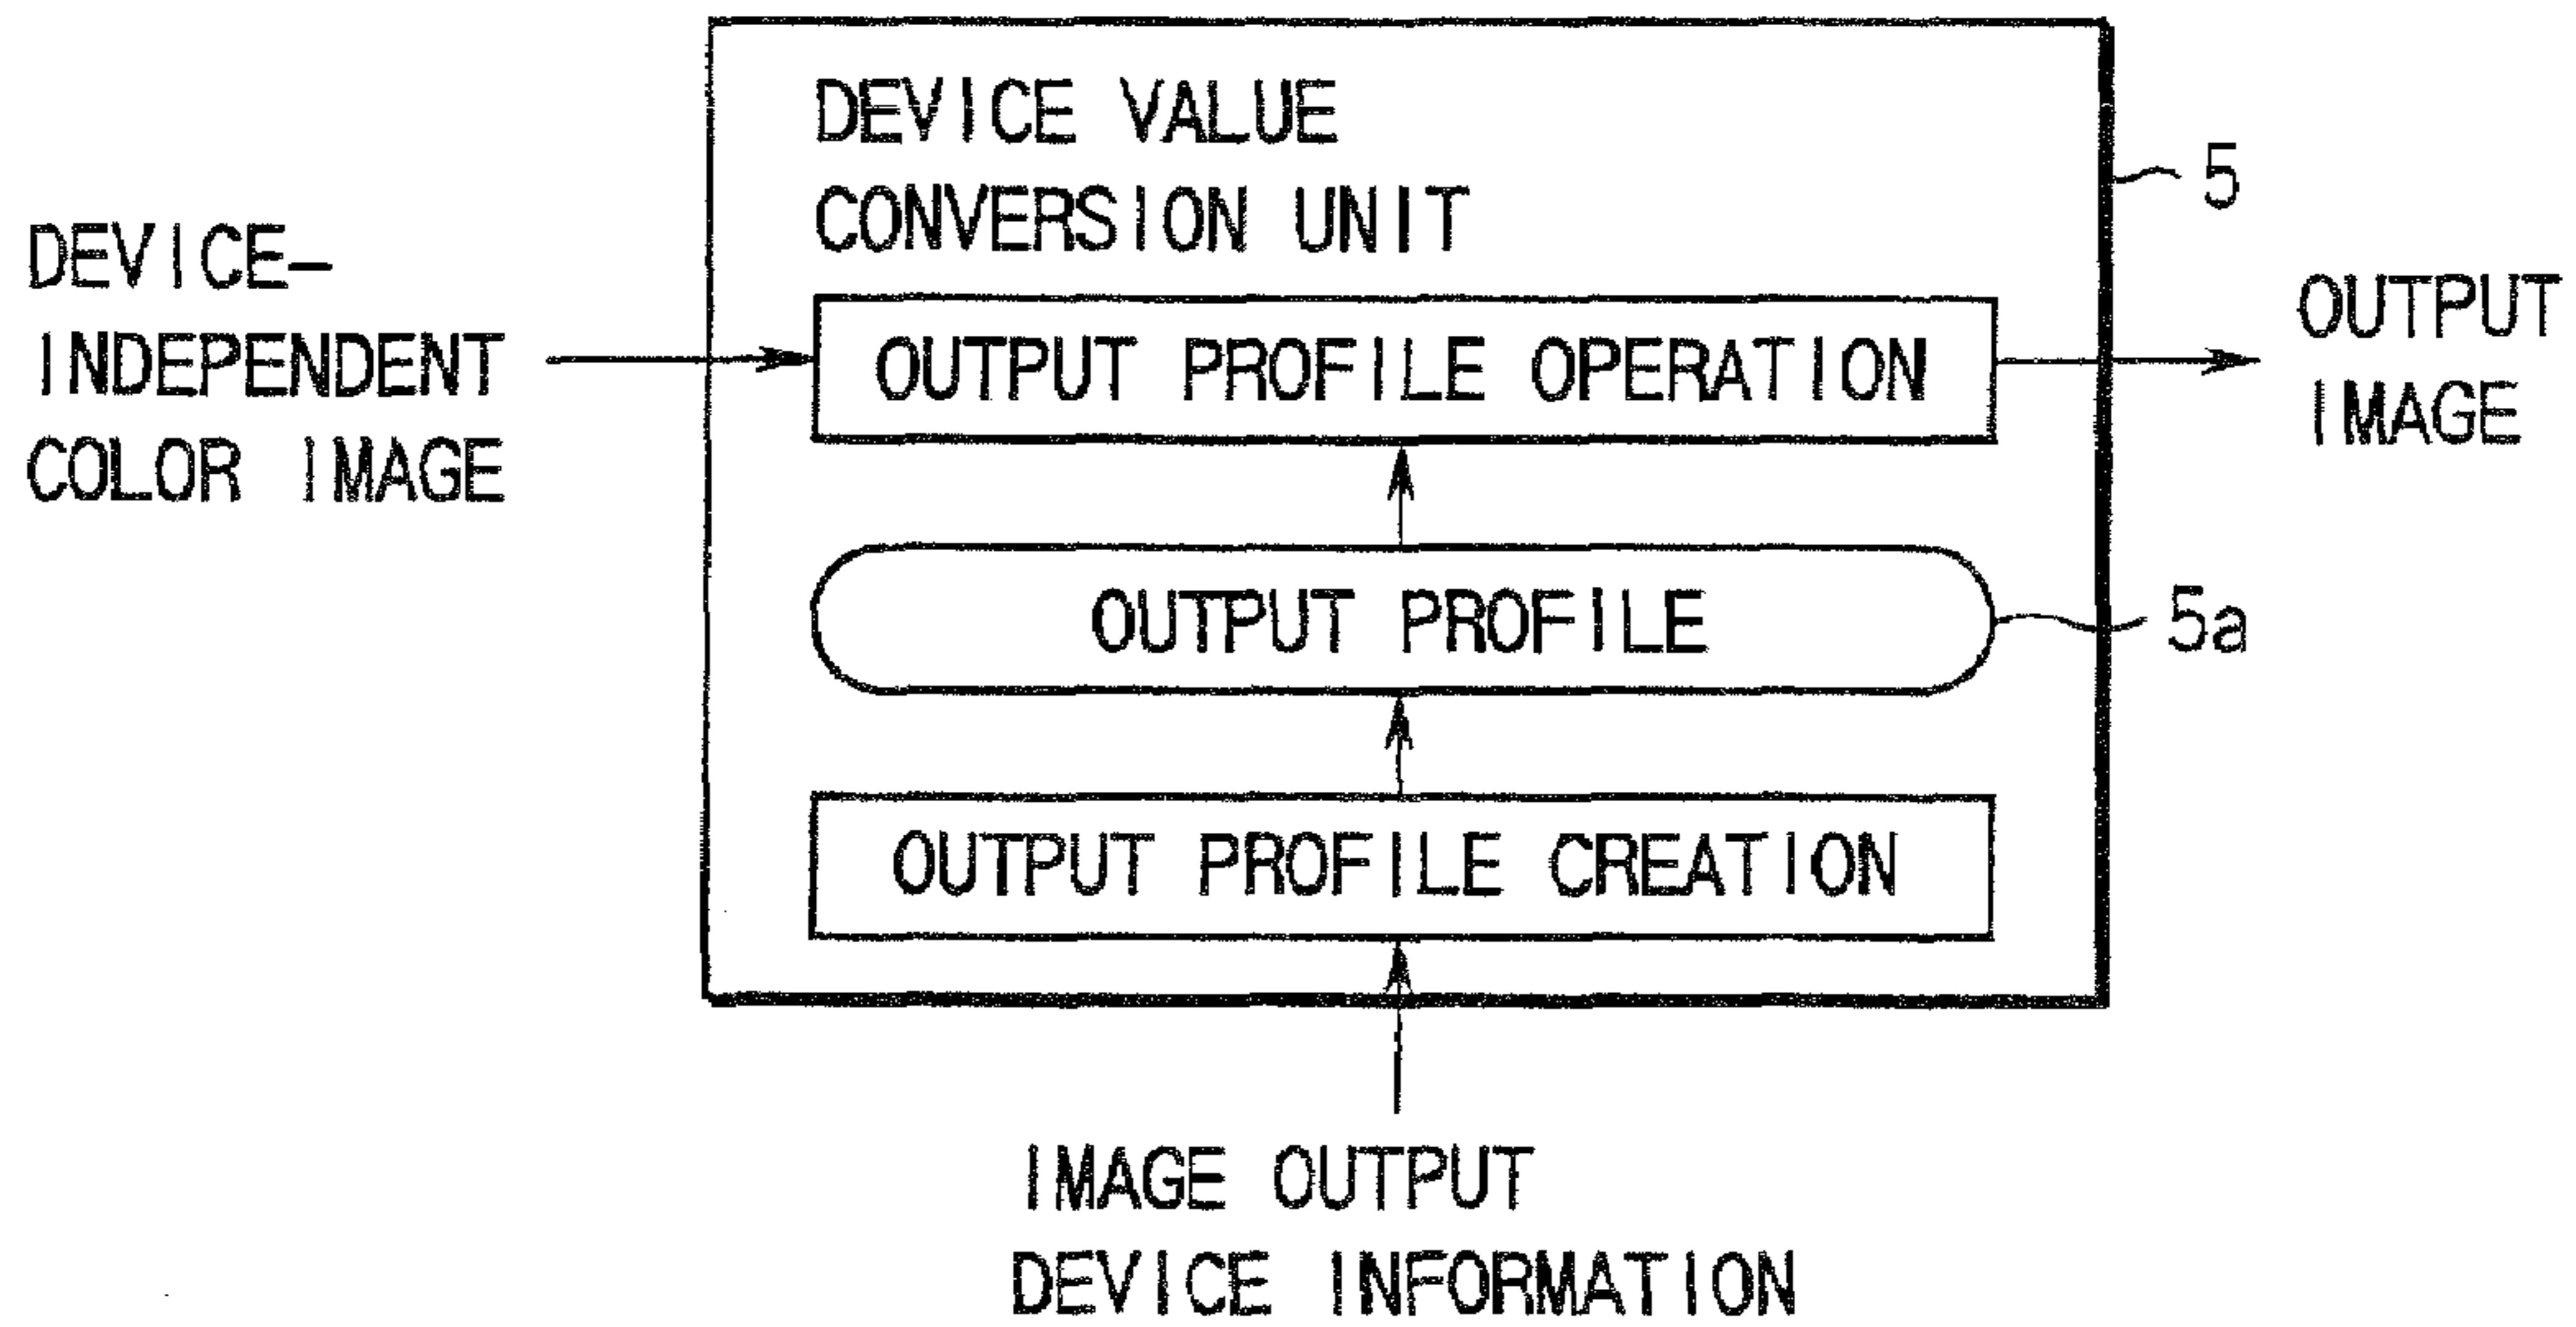 DEVICE VALUE
CONVERSION UNIT
5
DEVICE-
INDEPENDENT
COLOR IMAGE
OUTPUT PROFILE OPERATION
OUTPUT
IMAGE
OUTPUT PROFILE
5a
OUTPUT PROFILE CREATION
IMAGE OUTPUT
DEVICE INFORMATION